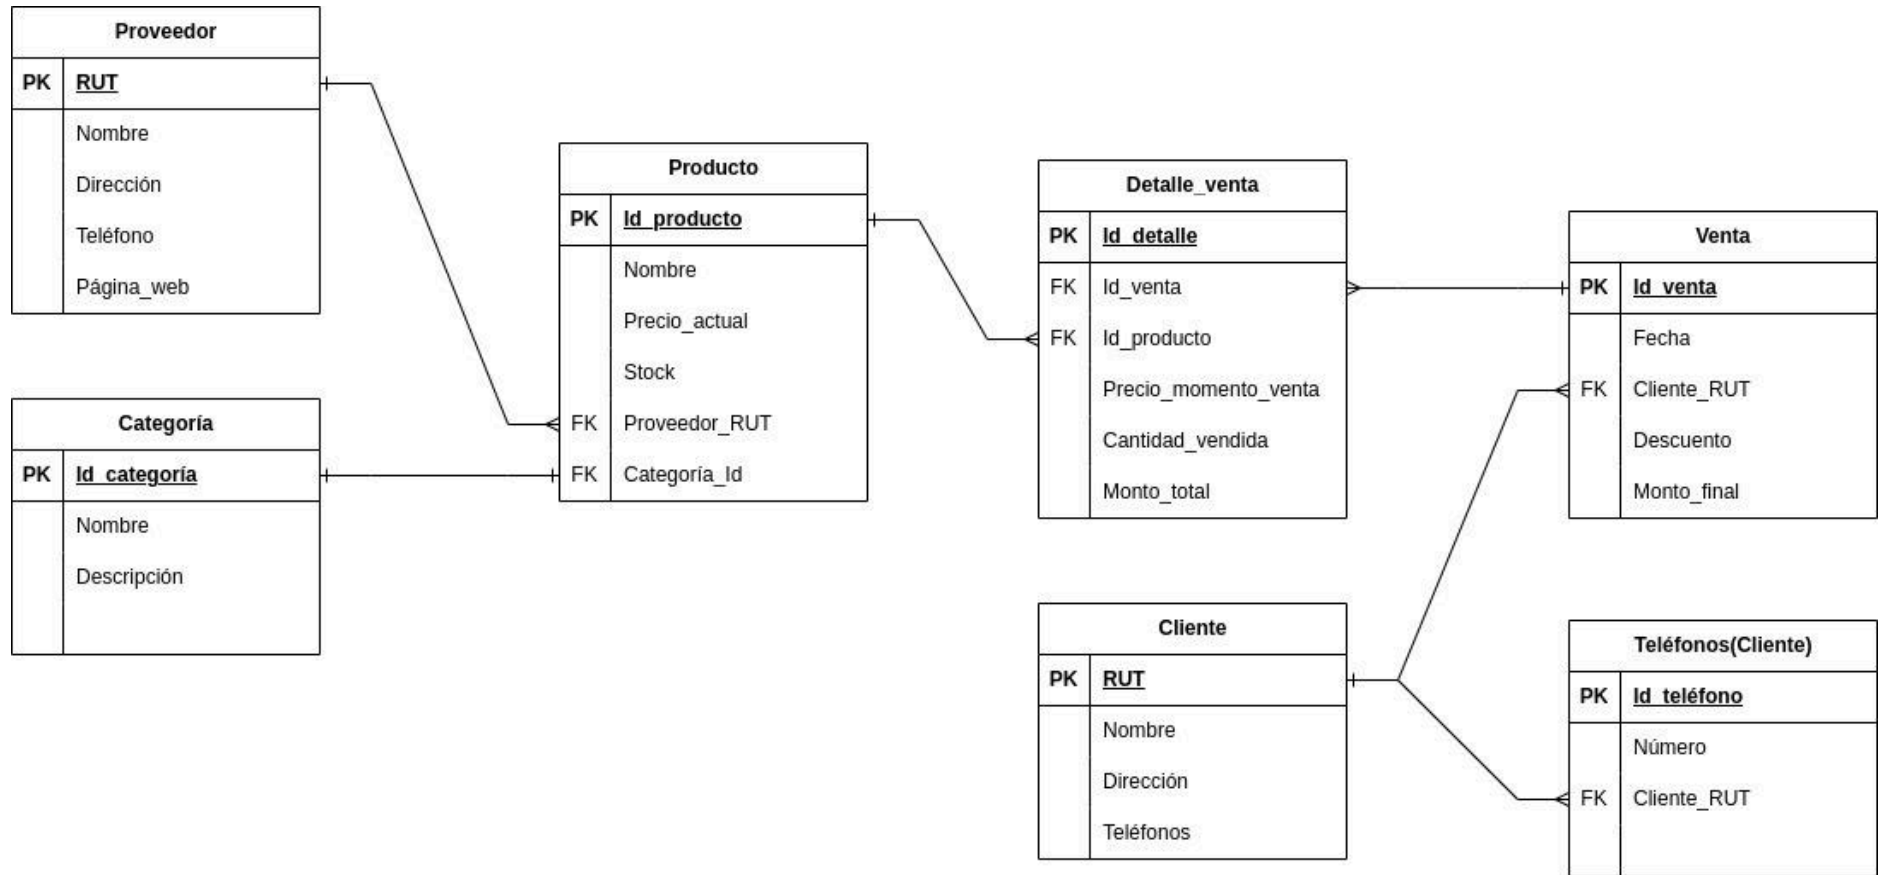 Proveedor
PK RUT
Nombre
Dirección
Teléfono
Página_web
Categoría
PK Id_categoría
Nombre
Descripción
Producto
PK Id_producto
Nombre
Precio_actual
Stock
FK Proveedor_RUT
FK Categoría_Id
Detalle_venta
PK Id_detalle
FK Id_venta
FK Id_producto
Precio_momento_venta
Cantidad_vendida
Monto_total
Venta
PK Id_venta
Fecha
FK Cliente_RUT
Descuento
Monto_final
Cliente
PK RUT
Nombre
Dirección
Teléfonos
Teléfonos(Cliente)
PK Id_teléfono
Número
FK Cliente_RUT